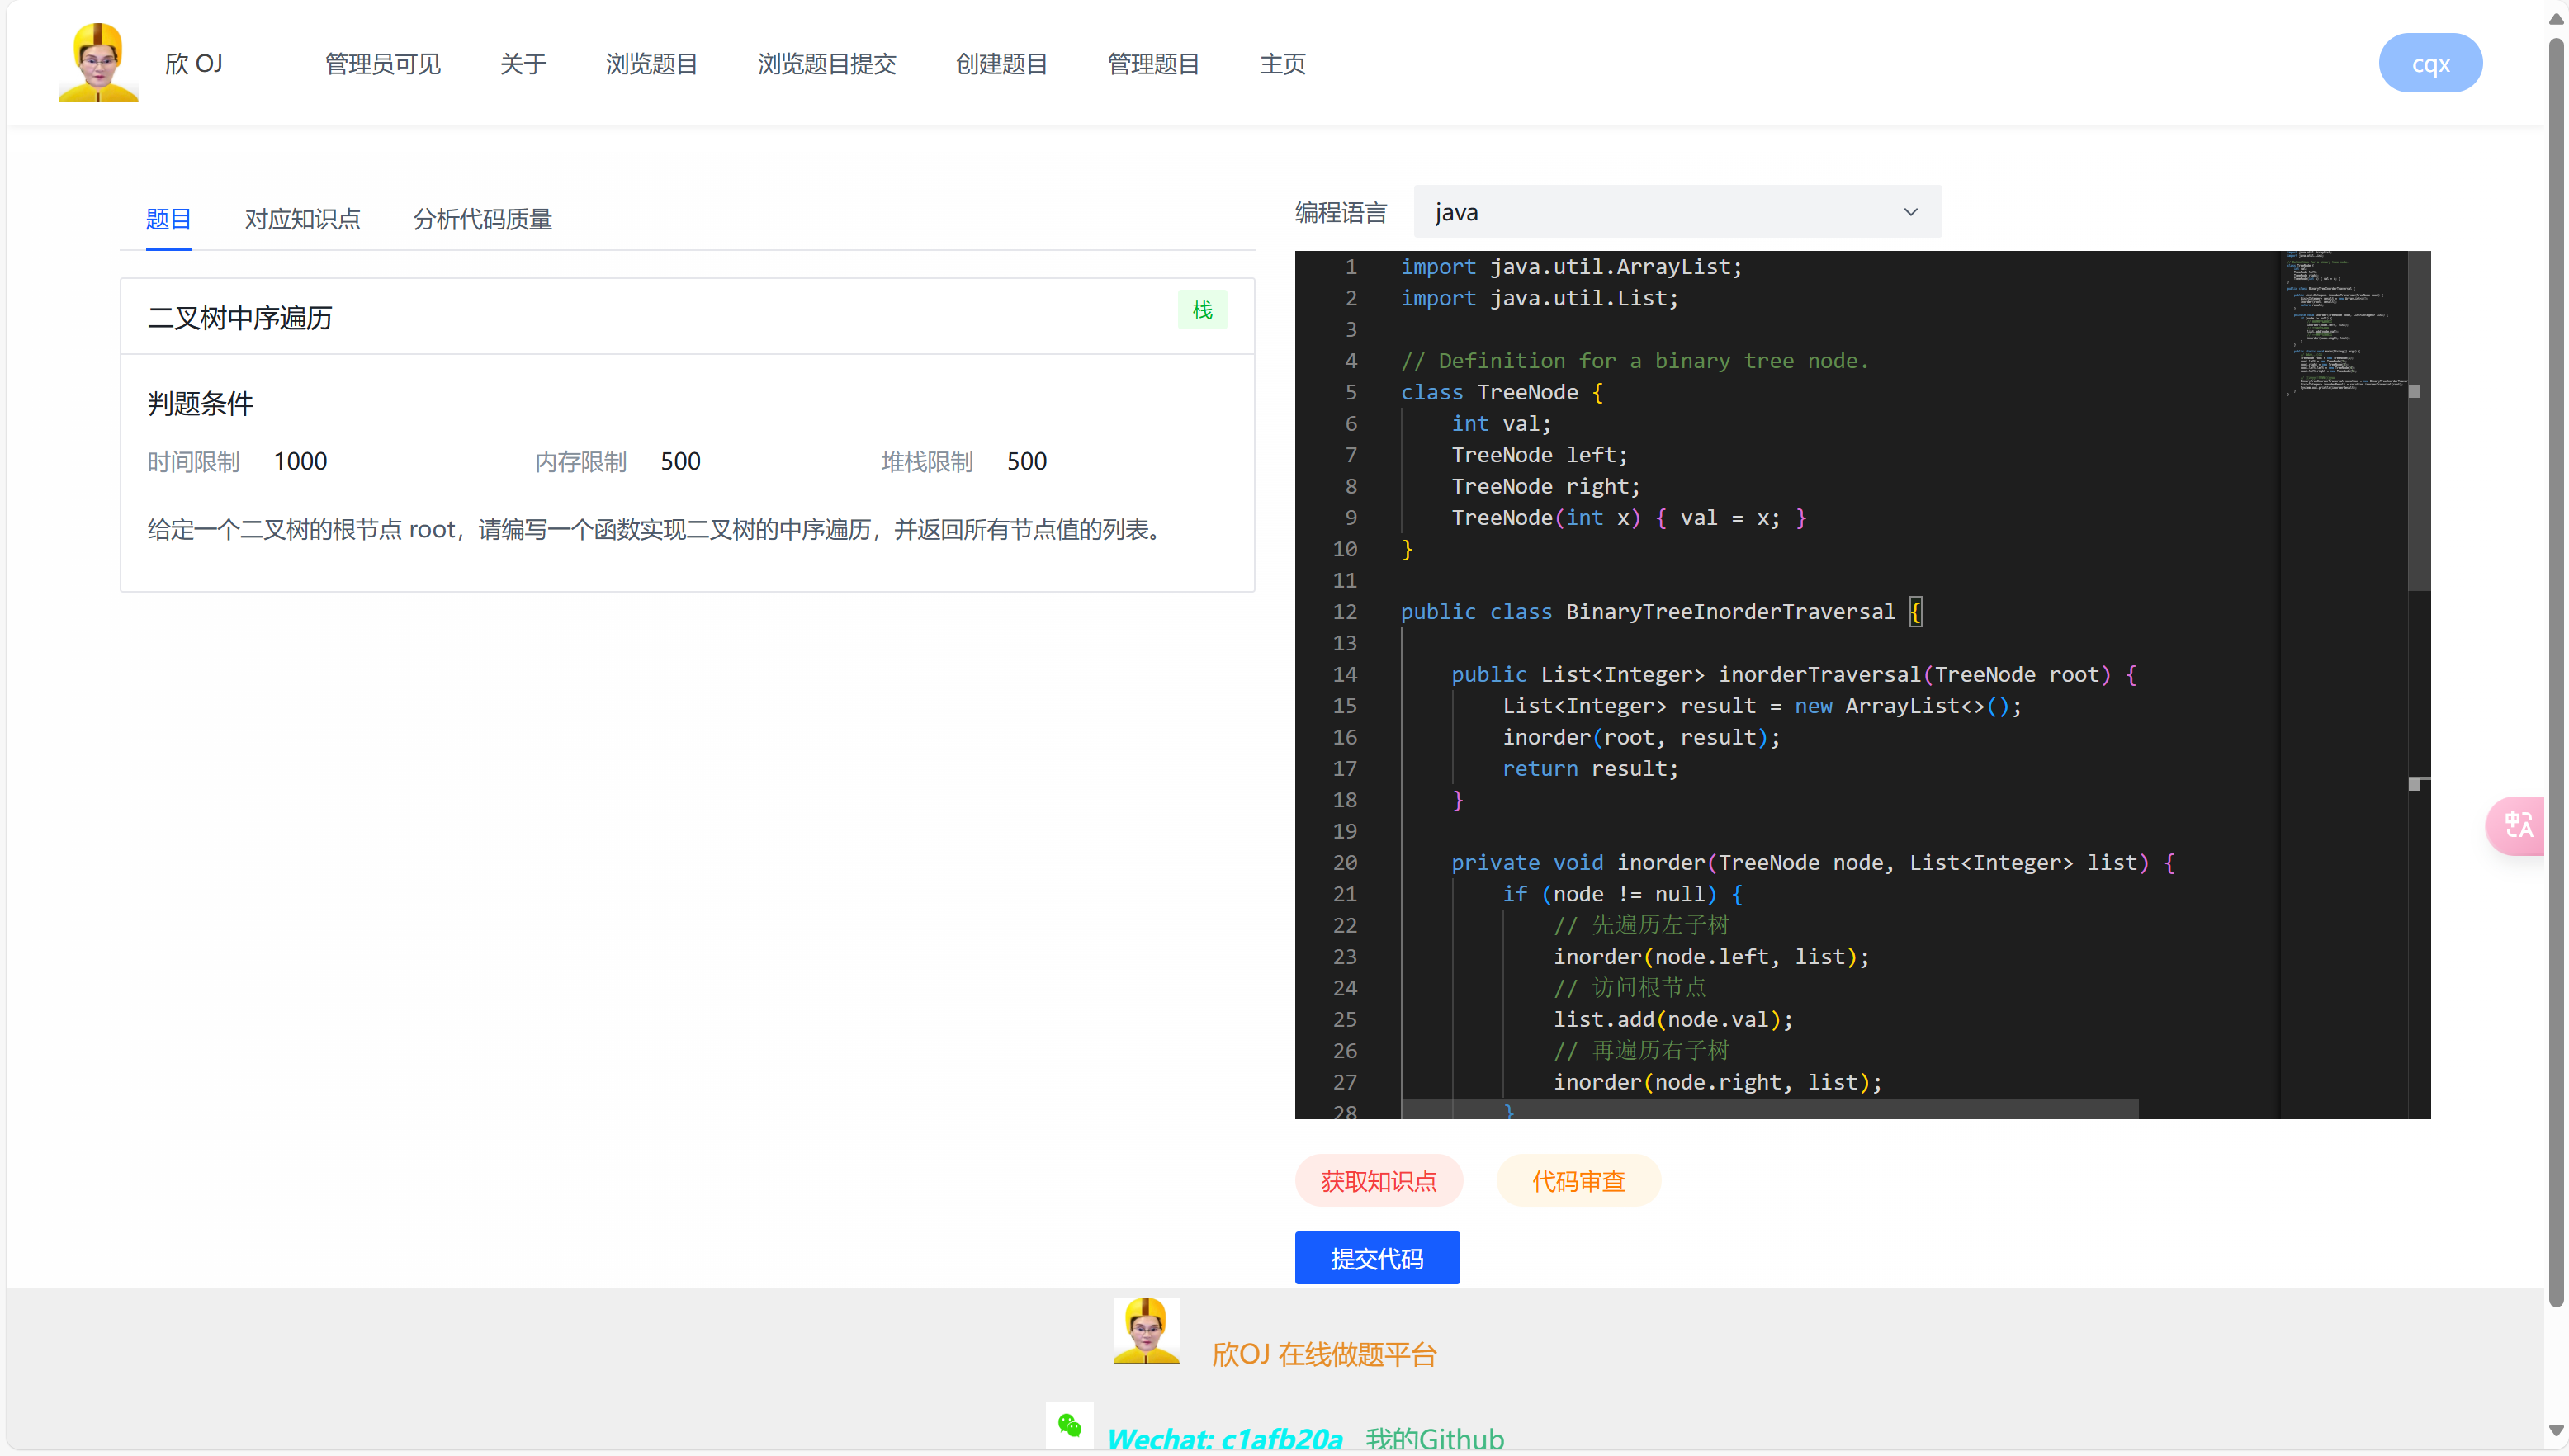 欣 OJ 管理员可见 关于 浏览题目 浏览题目提交 创建题目 管理题目 主页 cqx
题目 对应知识点 分析代码质量
二叉树中序遍历 栈
判题条件
时间限制 1000 内存限制 500 堆栈限制 500
给定一个二叉树的根节点 root，请编写一个函数实现二叉树的中序遍历，并返回所有节点值的列表。
编程语言 java
1 import java.util.ArrayList;
2 import java.util.List;
3
4 // Definition for a binary tree node.
5 class TreeNode {
6 int val;
7 TreeNode left;
8 TreeNode right;
9 TreeNode(int x) { val = x; }
10 }
11
12 public class BinaryTreeInorderTraversal {
13
14 public List<Integer> inorderTraversal(TreeNode root) {
15 List<Integer> result = new ArrayList<>();
16 inorder(root, result);
17 return result;
18 }
19
20 private void inorder(TreeNode node, List<Integer> list) {
21 if (node != null) {
22 // 先遍历左子树
23 inorder(node.left, list);
24 // 访问根节点
25 list.add(node.val);
26 // 再遍历右子树
27 inorder(node.right, list);
28 }
获取知识点 代码审查
提交代码
欣OJ 在线做题平台
Wechat: c1afb20a 我的Github